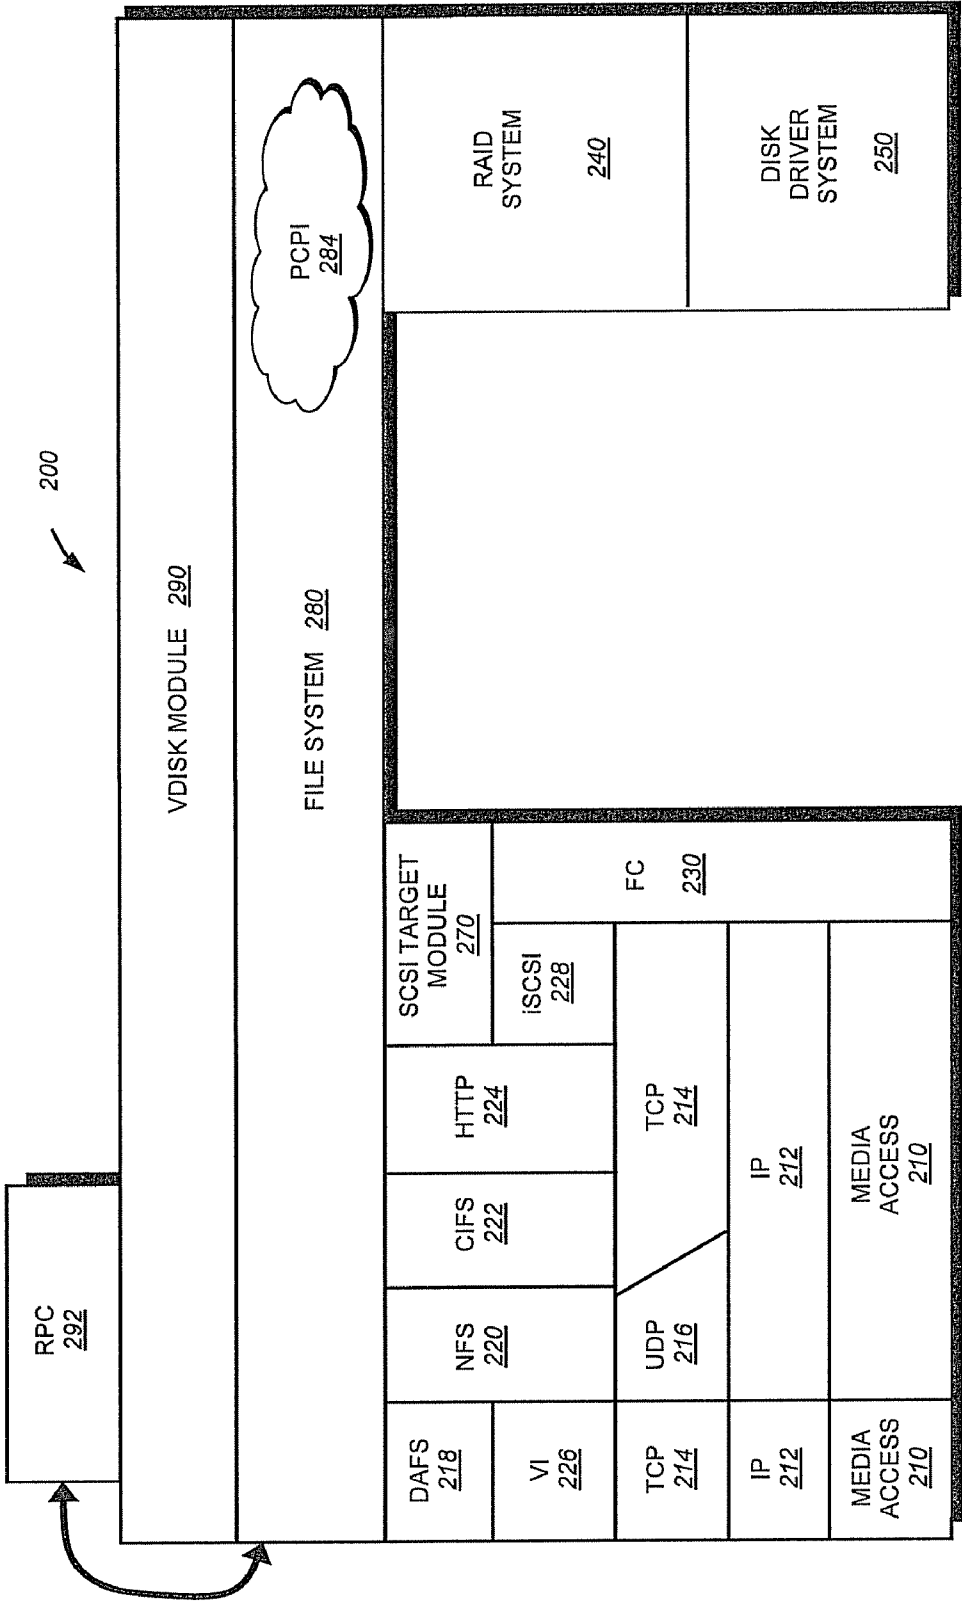 200
RPC
292
VDISK MODULE 290
FILE SYSTEM 280
PCPI
284
DAFS
218
VI
226
TCP
214
IP
212
MEDIA
ACCESS
210
NFS
220
CIFS
222
HTTP
224
SCSI TARGET
MODULE
270
iSCSI
228
FC
230
UDP
216
TCP
214
IP
212
MEDIA
ACCESS
210
RAID
SYSTEM
240
DISK
DRIVER
SYSTEM
250